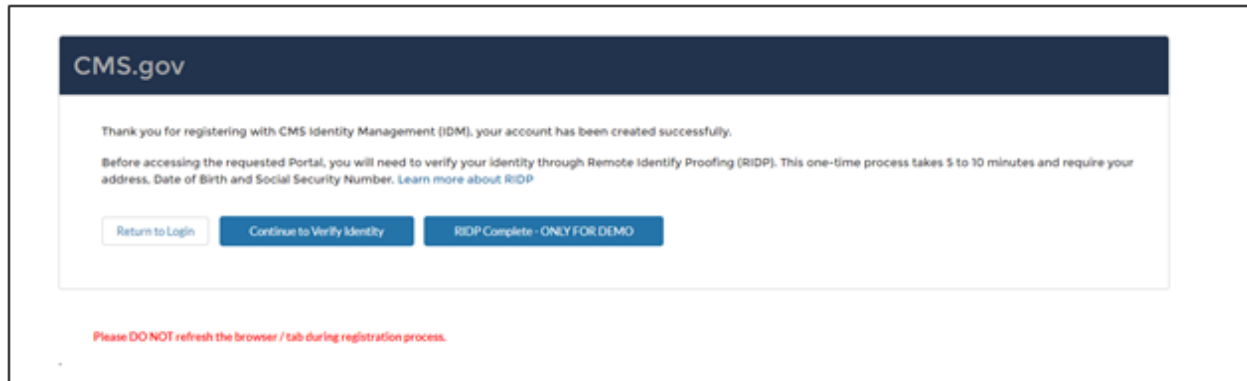 CMS.gov
Thank you for registering with CMS Identity Management (IDM), your account has been created successfully.
Before accessing the requested Portal, you will need to verify your identity through Remote Identify Proofing (RIDP). This one-time process takes 5 to 10 minutes and require your
address, Date of Birth and Social Security Number. Learn more about RIDP
Return to Login Continue to Verify Identity RIDP Complete - ONLY FOR DEMO
Please DO NOT refresh the browser / tab during registration process.